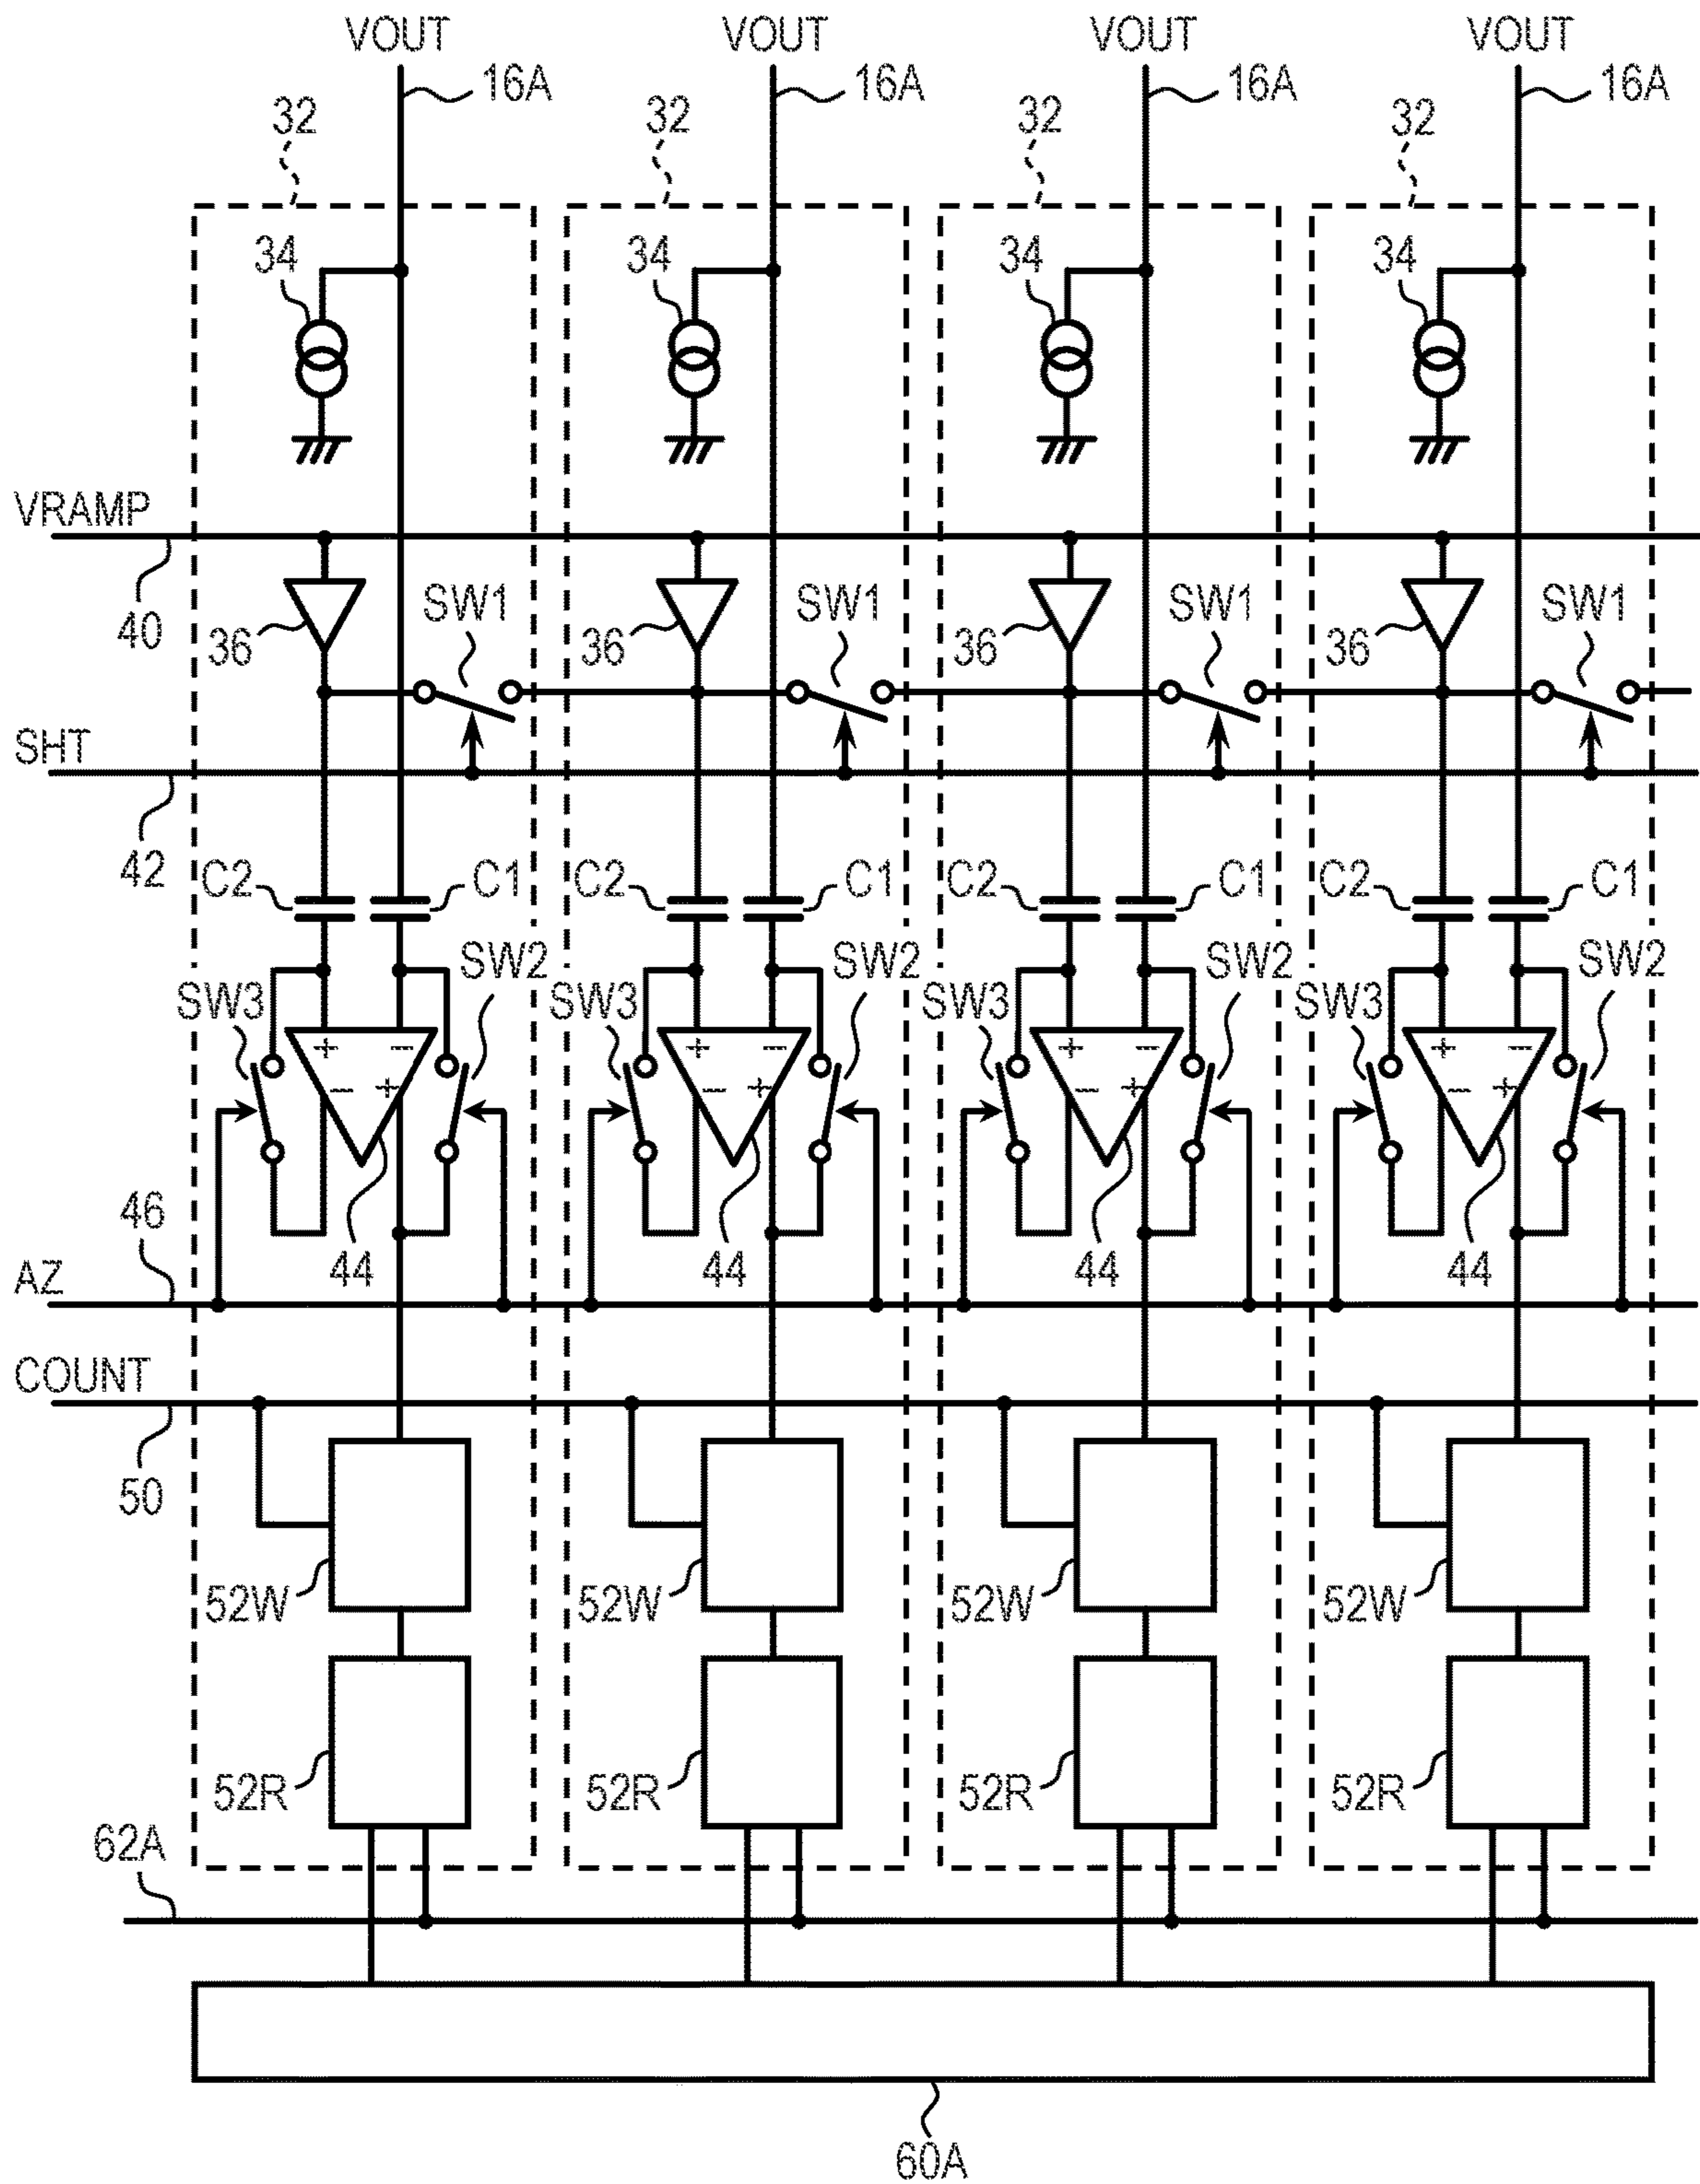 VOUT VOUT VOUT VOUT
16A 16A 16A 16A
32 32 32 32
34 34 34 34
VRAMP
40
SW1 SW1 SW1 SW1
36 36 36 36
SHT
42
C2 C1 C2 C1 C2 C1 C2 C1
SW2 SW2 SW2 SW2
SW3 SW3 SW3 SW3
+ − + − + − + −
− + − + − + − +
46
44 44 44 44
AZ
COUNT
50
52W 52W 52W 52W
52R 52R 52R 52R
62A
60A